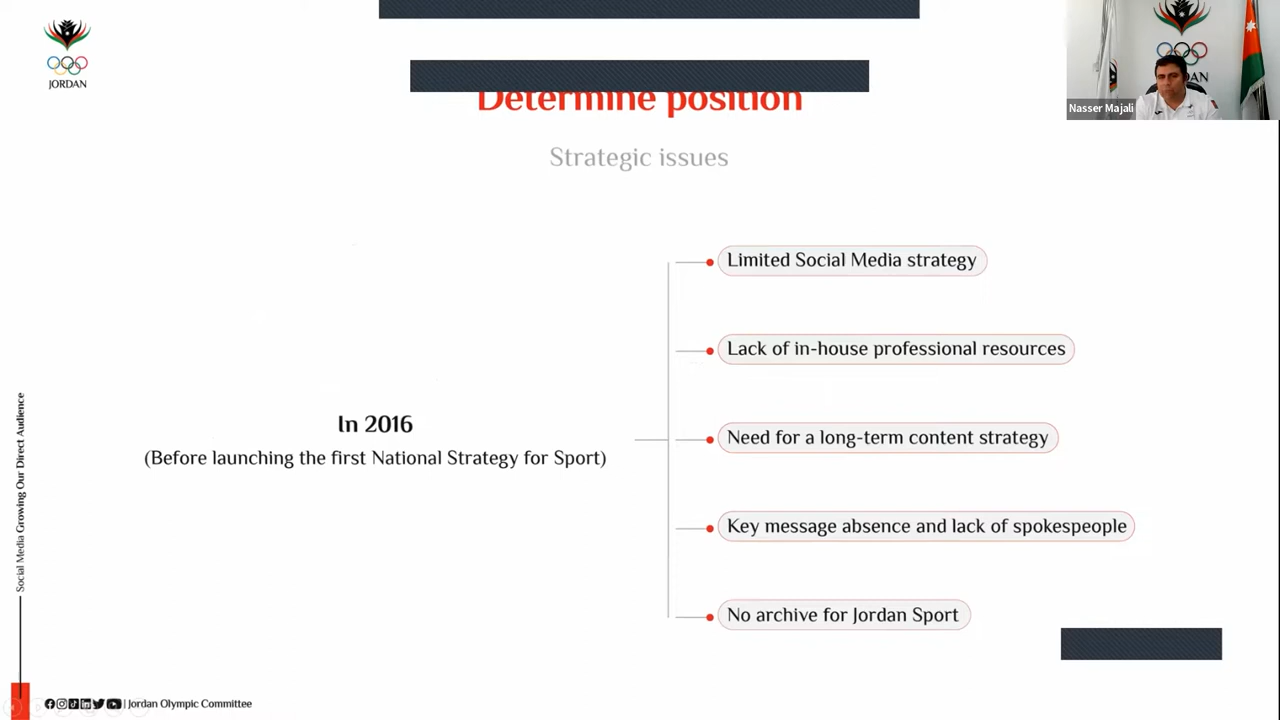 JORDAN
Determine position
Strategic issues
JORDAN
Nasser Majali
In 2016
(Before launching the first National Strategy for Sport)
Limited Social Media strategy
Lack of in-house professional resources
Need for a long-term content strategy
Key message absence and lack of spokespeople
No archive for Jordan Sport
Social Media Growing Our Direct Audience
| Jordan Olympic Committee